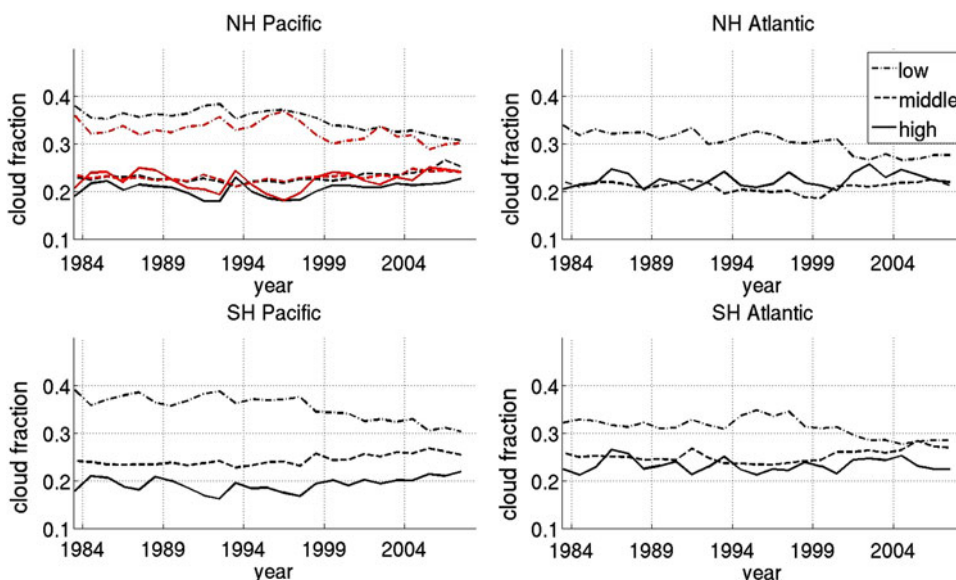 NH Pacific
cloud fraction
0.4
0.3
0.2
0.1
1984 1989 1994 1999 2004
year
NH Atlantic
low
middle
high
cloud fraction
0.4
0.3
0.2
0.1
1984 1989 1994 1999 2004
year
SH Pacific
cloud fraction
0.4
0.3
0.2
0.1
1984 1989 1994 1999 2004
year
SH Atlantic
cloud fraction
0.4
0.3
0.2
0.1
1984 1989 1994 1999 2004
year